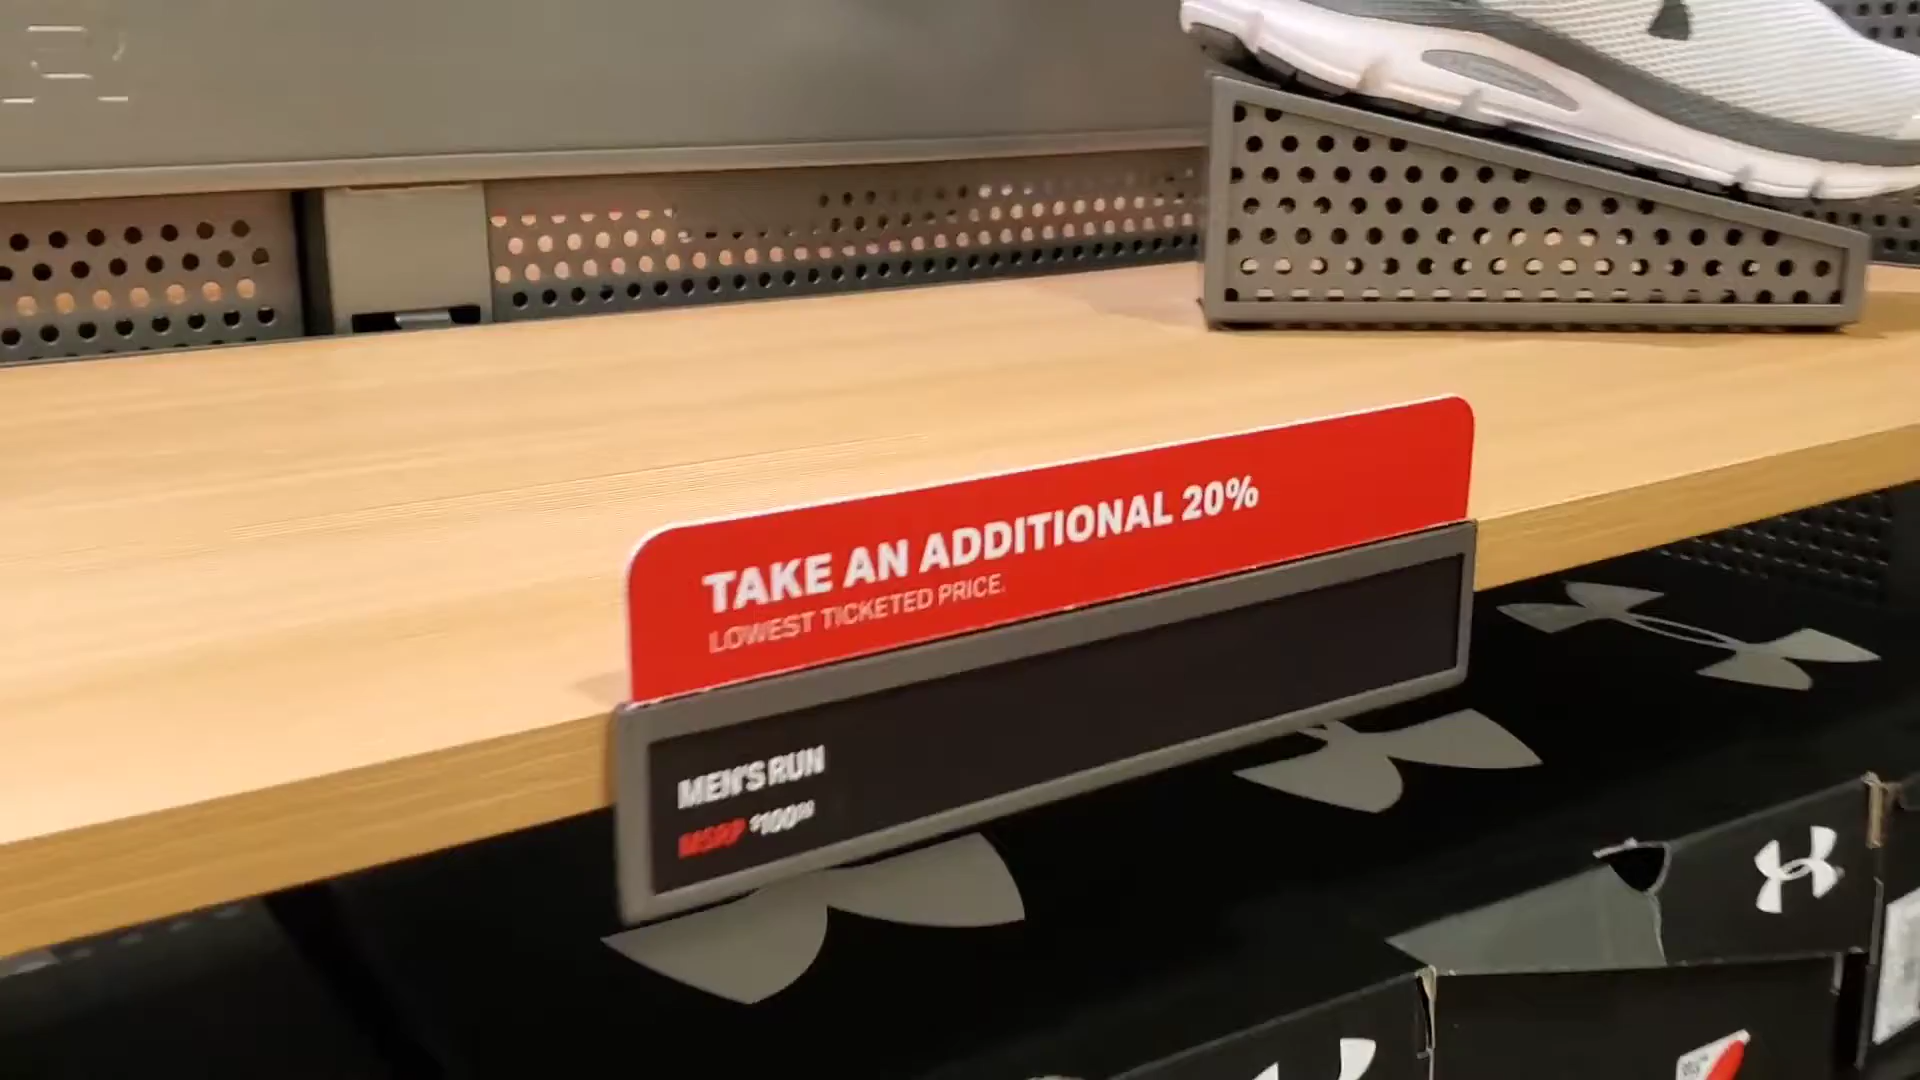 TAKE AN ADDITIONAL 20%
LOWEST TICKETED PRICE.
MEN'S RUN
MSRP $100